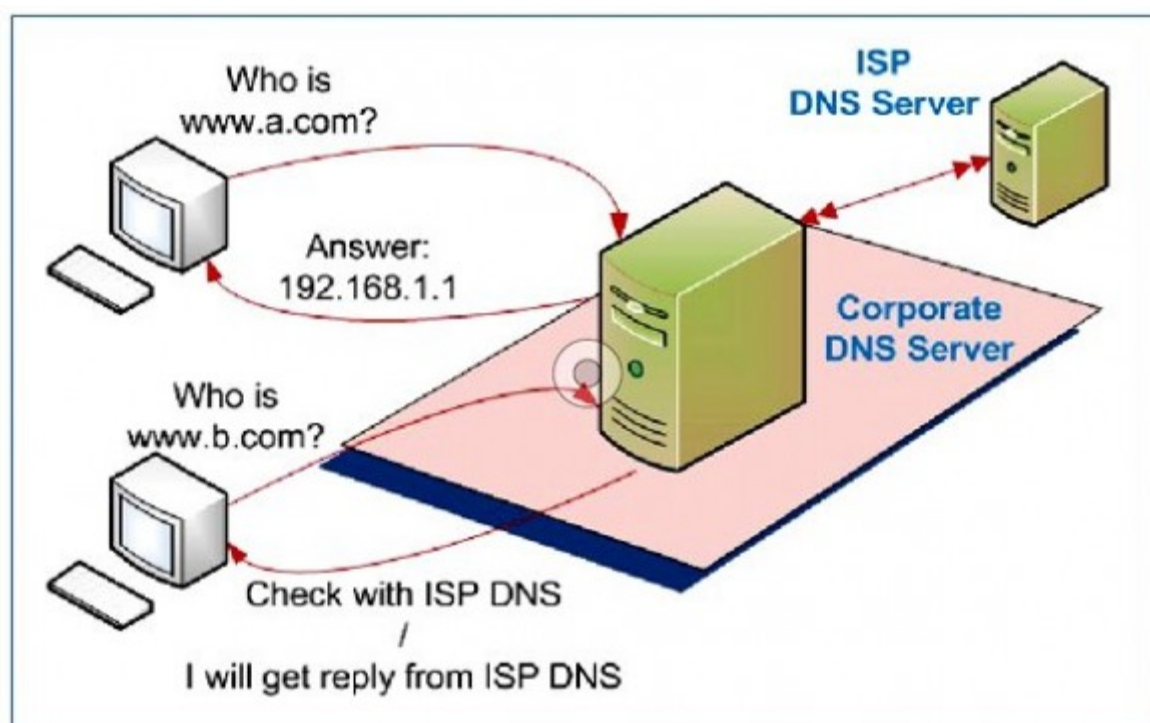 Who is
www.a.com?
ISP
DNS Server
Answer:
192.168.1.1
Corporate
DNS Server
Who is
www.b.com?
Check with ISP DNS
/
I will get reply from ISP DNS